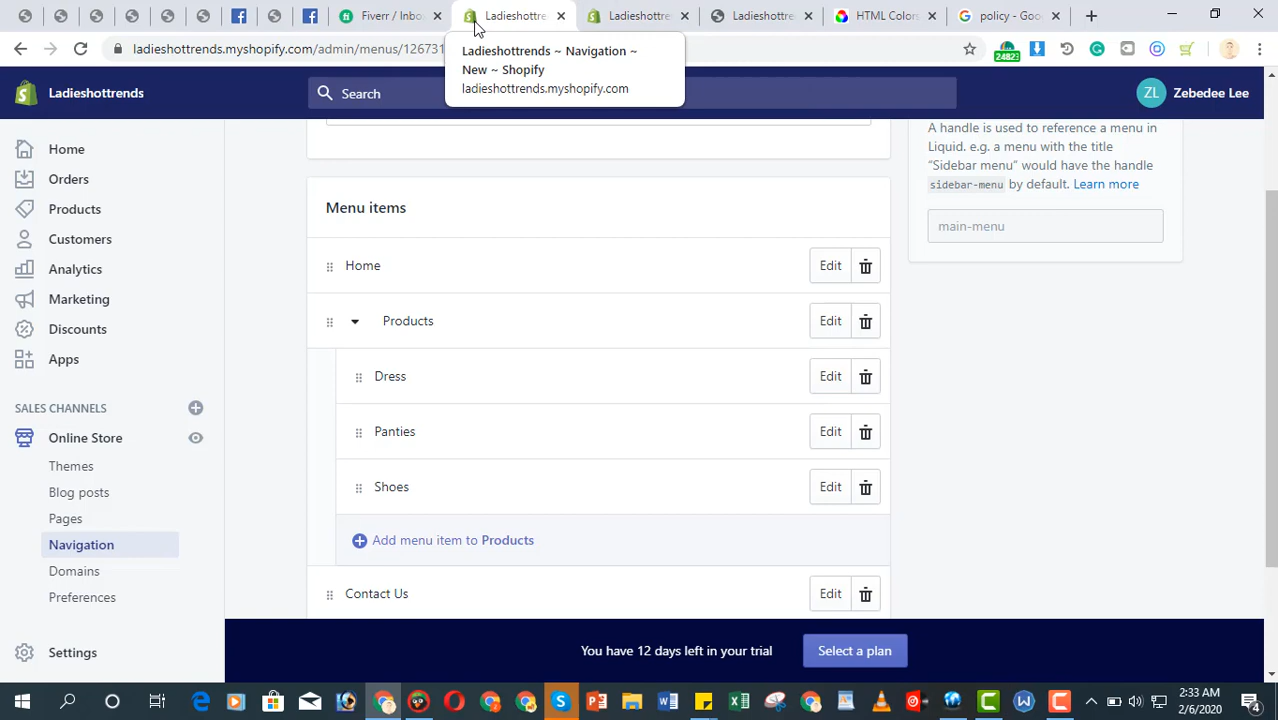 Fiverr / Inbo
Ladieshottre
Ladieshottre
Ladieshottre
HTML Colors
policy - Goo
ladieshottrends.myshopify.com/admin/menus/126731
24823
Ladieshottrends ~ Navigation ~
New ~ Shopify
ladieshottrends.myshopify.com
Ladieshottrends
Search
ZL
Zebedee Lee
Home
Orders
Products
Customers
Analytics
Marketing
Discounts
Apps
SALES CHANNELS
Online Store
Themes
Blog posts
Pages
Navigation
Domains
Preferences
Settings
Menu items
Home
Edit
Products
Edit
Dress
Edit
Panties
Edit
Shoes
Edit
Add menu item to Products
Contact Us
Edit
A handle is used to reference a menu in
Liquid. e.g. a menu with the title
“Sidebar menu” would have the handle
sidebar-menu by default. Learn more
main-menu
You have 12 days left in your trial
Select a plan
2:33 AM
2/6/2020